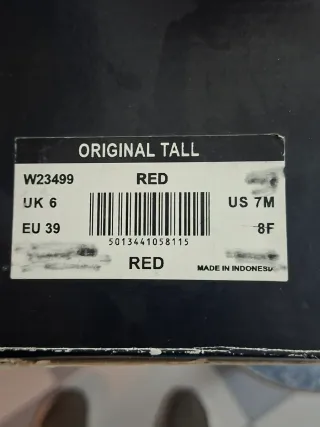 ORIGINAL TALL
W23499 RED
UK 6 US 7M
EU 39 8F
5013441058115
RED MADE IN INDONESIA